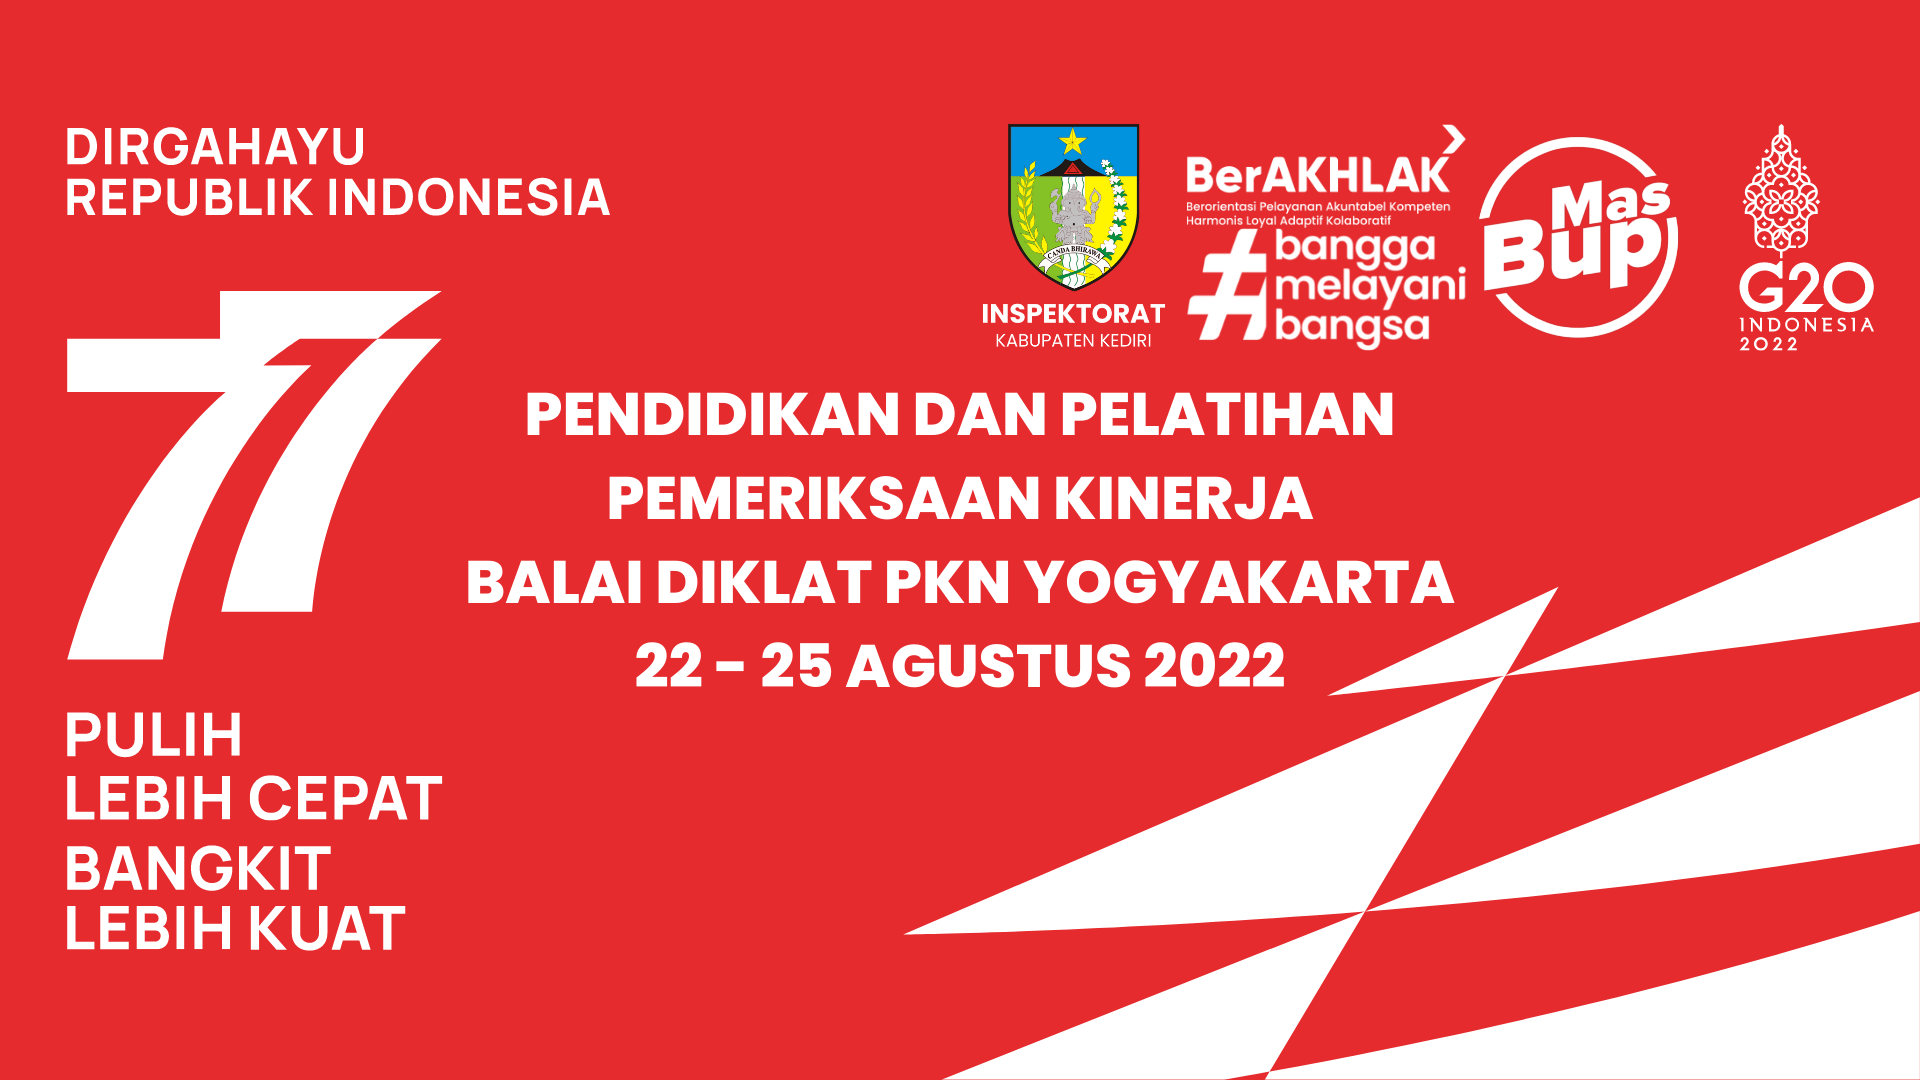 DIRGAHAYU
REPUBLIK INDONESIA
77
PULIH
LEBIH CEPAT
BANGKIT
LEBIH KUAT
CANDA BHIRAWA
INSPEKTORAT
KABUPATEN KEDIRI
BerAKHLAK
Berorientasi Pelayanan Akuntabel Kompeten
Harmonis Loyal Adaptif Kolaboratif
#bangga
melayani
bangsa
Mas
Bup
G20
INDONESIA
2022
PENDIDIKAN DAN PELATIHAN
PEMERIKSAAN KINERJA
BALAI DIKLAT PKN YOGYAKARTA
22 – 25 AGUSTUS 2022